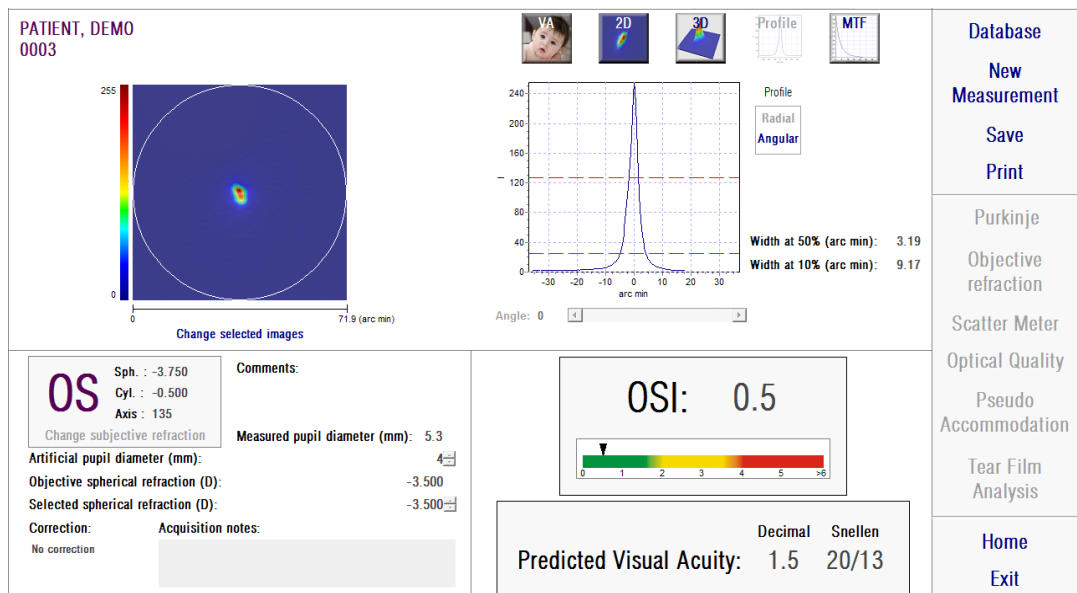 PATIENT, DEMO
0003
VA
2D
3D
Profile
MTF
255
0
0
71.9 (arc min)
Change selected images
240
200
160
120
80
40
0
-30 -20 -10 0 10 20 30
arc min
Profile
Radial
Angular
Width at 50% (arc min): 3.19
Width at 10% (arc min): 9.17
Angle: 0
OS
Sph. : -3.750
Cyl. : -0.500
Axis : 135
Change subjective refraction
Comments:
Measured pupil diameter (mm): 5.3
Artificial pupil diameter (mm): 4
Objective spherical refraction (D): -3.500
Selected spherical refraction (D): -3.500
Correction:
No correction
Acquisition notes:
OSI: 0.5
0 1 2 3 4 5 >6
Decimal Snellen
Predicted Visual Acuity: 1.5 20/13
Database
New
Measurement
Save
Print
Purkinje
Objective
refraction
Scatter Meter
Optical Quality
Pseudo
Accommodation
Tear Film
Analysis
Home
Exit